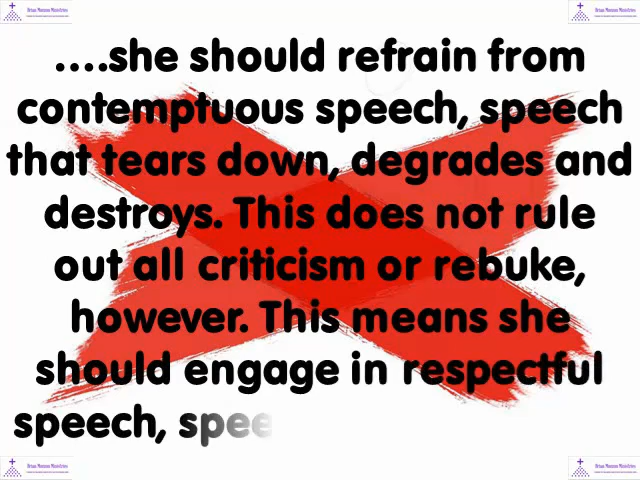 ....she should refrain from
contemptuous speech, speech
that tears down, degrades and
destroys. This does not rule
out all criticism or rebuke,
however. This means she
should engage in respectful
speech, spee